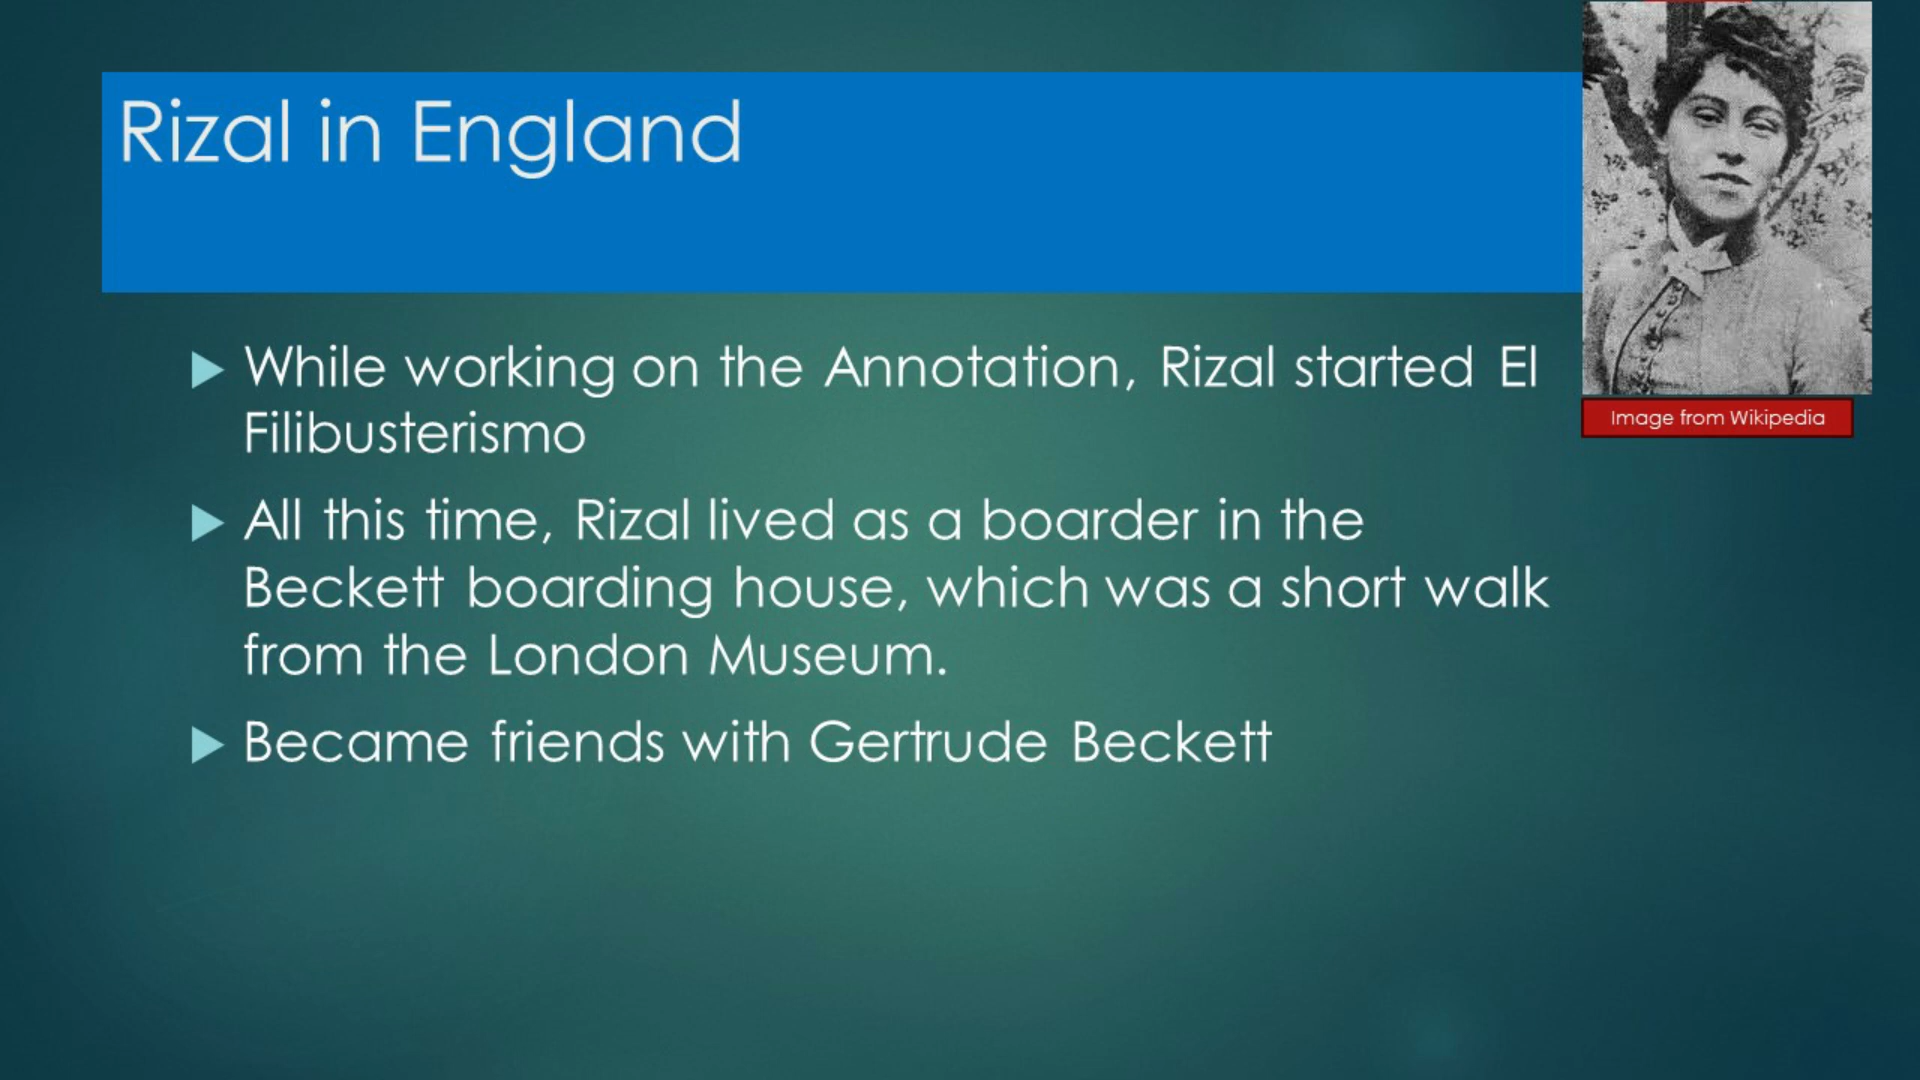 Rizal in England
While working on the Annotation, Rizal started El
Filibusterismo
All this time, Rizal lived as a boarder in the
Beckett boarding house, which was a short walk
from the London Museum.
Became friends with Gertrude Beckett
Image from Wikipedia